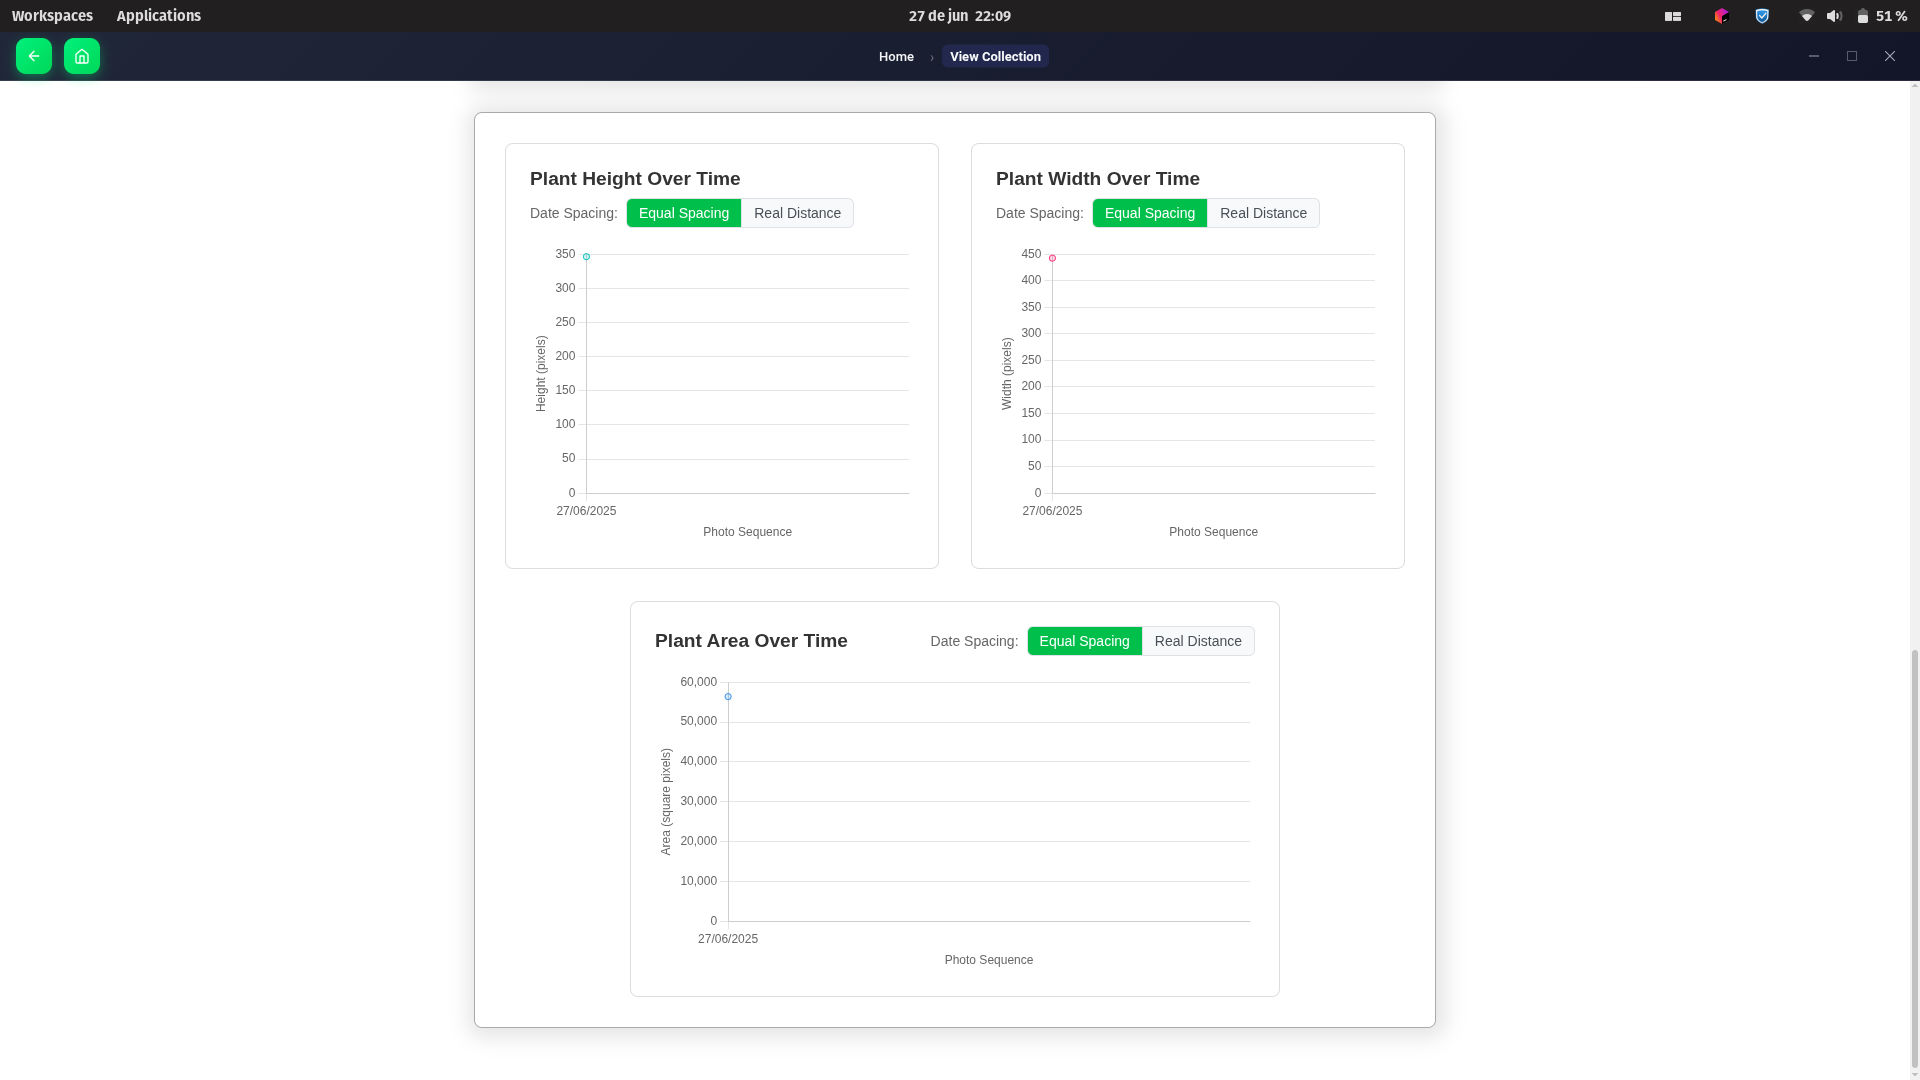 Workspaces Applications 27 de jun 22:09 51 %
Home › View Collection
Plant Height Over Time
Date Spacing: Equal Spacing Real Distance
350
300
250
200
150
100
50
0
Height (pixels)
27/06/2025
Photo Sequence
Plant Width Over Time
Date Spacing: Equal Spacing Real Distance
450
400
350
300
250
200
150
100
50
0
Width (pixels)
27/06/2025
Photo Sequence
Plant Area Over Time
Date Spacing: Equal Spacing Real Distance
60,000
50,000
40,000
30,000
20,000
10,000
0
Area (square pixels)
27/06/2025
Photo Sequence